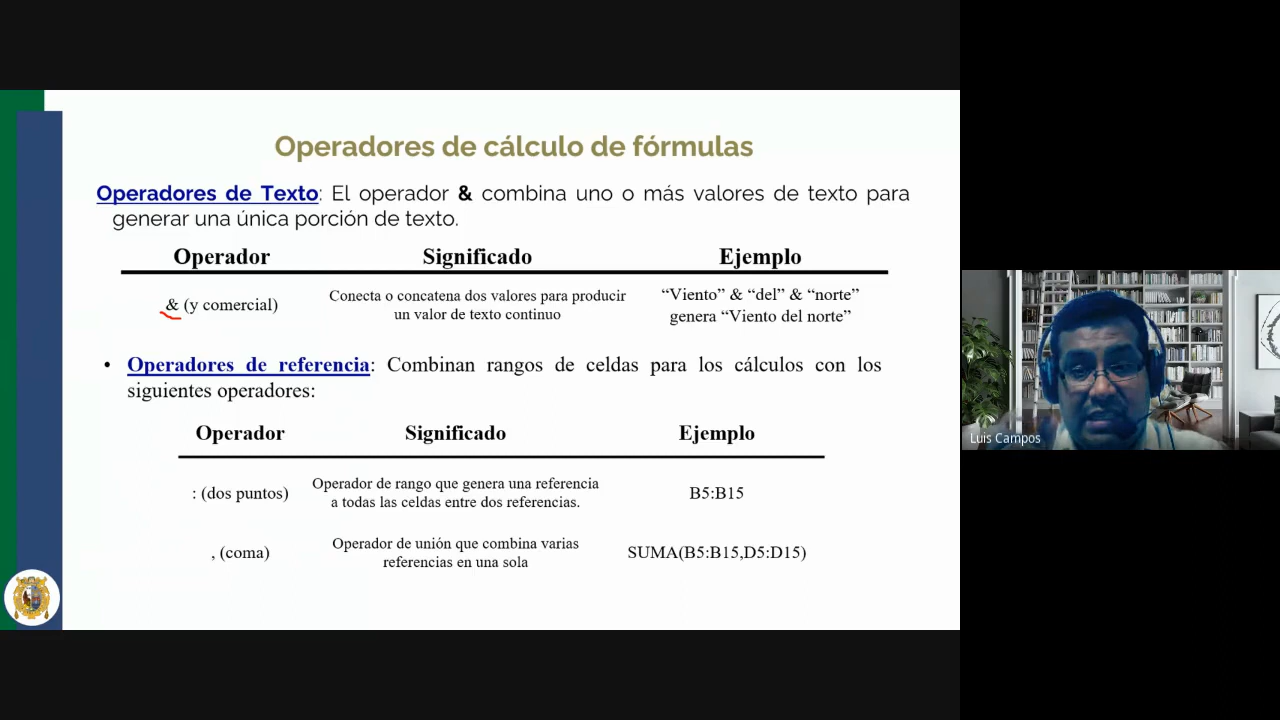 Operadores de cálculo de fórmulas
Operadores de Texto: El operador & combina uno o más valores de texto para
generar una única porción de texto.
Operador Significado Ejemplo
& (y comercial) Conecta o concatena dos valores para producir un valor de texto continuo “Viento” & “del” & “norte” genera “Viento del norte”
• Operadores de referencia: Combinan rangos de celdas para los cálculos con los
siguientes operadores:
Operador Significado Ejemplo
: (dos puntos) Operador de rango que genera una referencia a todas las celdas entre dos referencias. B5:B15
, (coma) Operador de unión que combina varias referencias en una sola SUMA(B5:B15,D5:D15)
Luis Campos